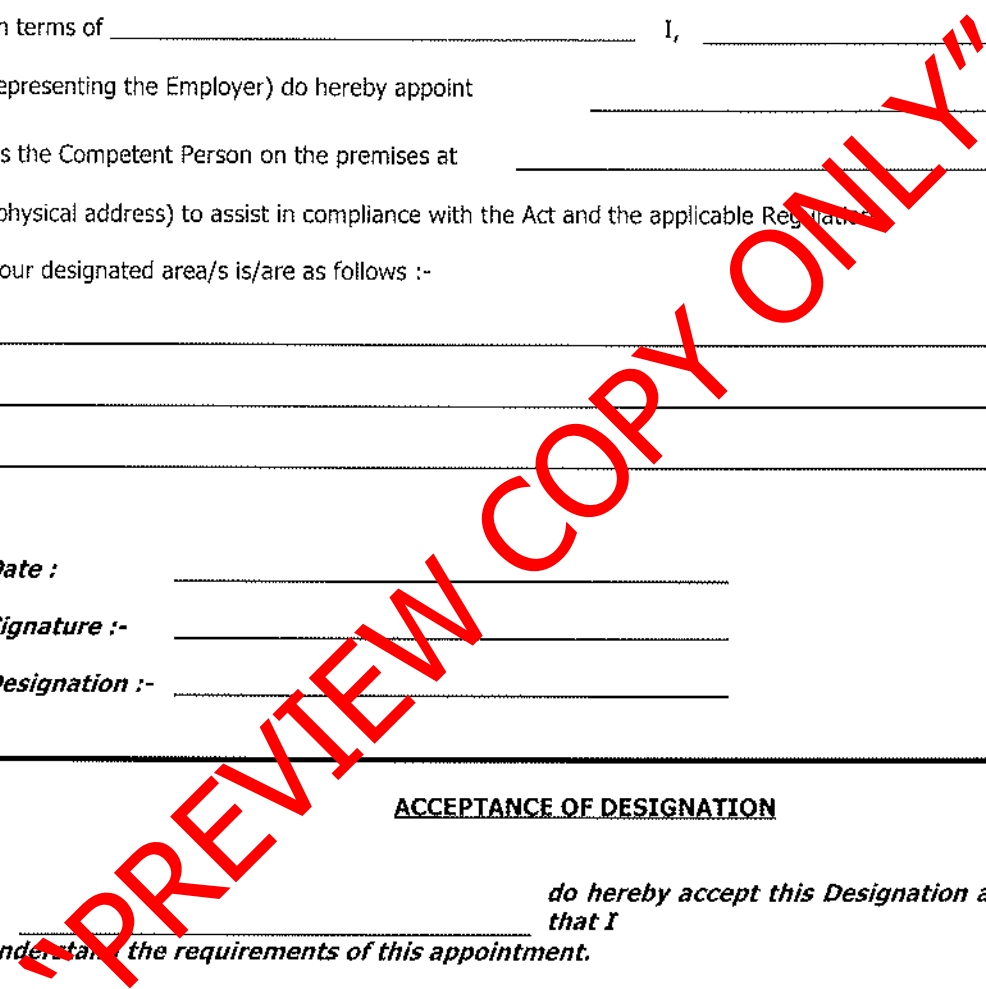 n terms of I,
epresenting the Employer) do hereby appoint
s the Competent Person on the premises at
physical address) to assist in compliance with the Act and the applicable
our designated area/s is/are as follows :-
Date :
Signature :-
Designation :-
ACCEPTANCE OF DESIGNATION
do hereby accept this Designation a
that I
the requirements of this appointment.
"PREVIEW COPY ONLY"